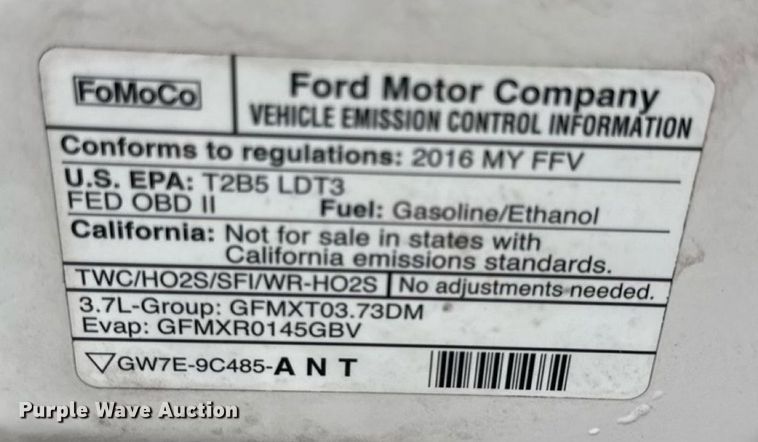 FoMoCo
Ford Motor Company
VEHICLE EMISSION CONTROL INFORMATION
Conforms to regulations: 2016 MY FFV
U.S. EPA: T2B5 LDT3
FED OBD II Fuel: Gasoline/Ethanol
California: Not for sale in states with
California emissions standards.
TWC/HO2S/SFI/WR-HO2S No adjustments needed.
3.7L-Group: GFMXT03.73DM
Evap: GFMXR0145GBV
GW7E-9C485-A N T
Purple Wave Auction